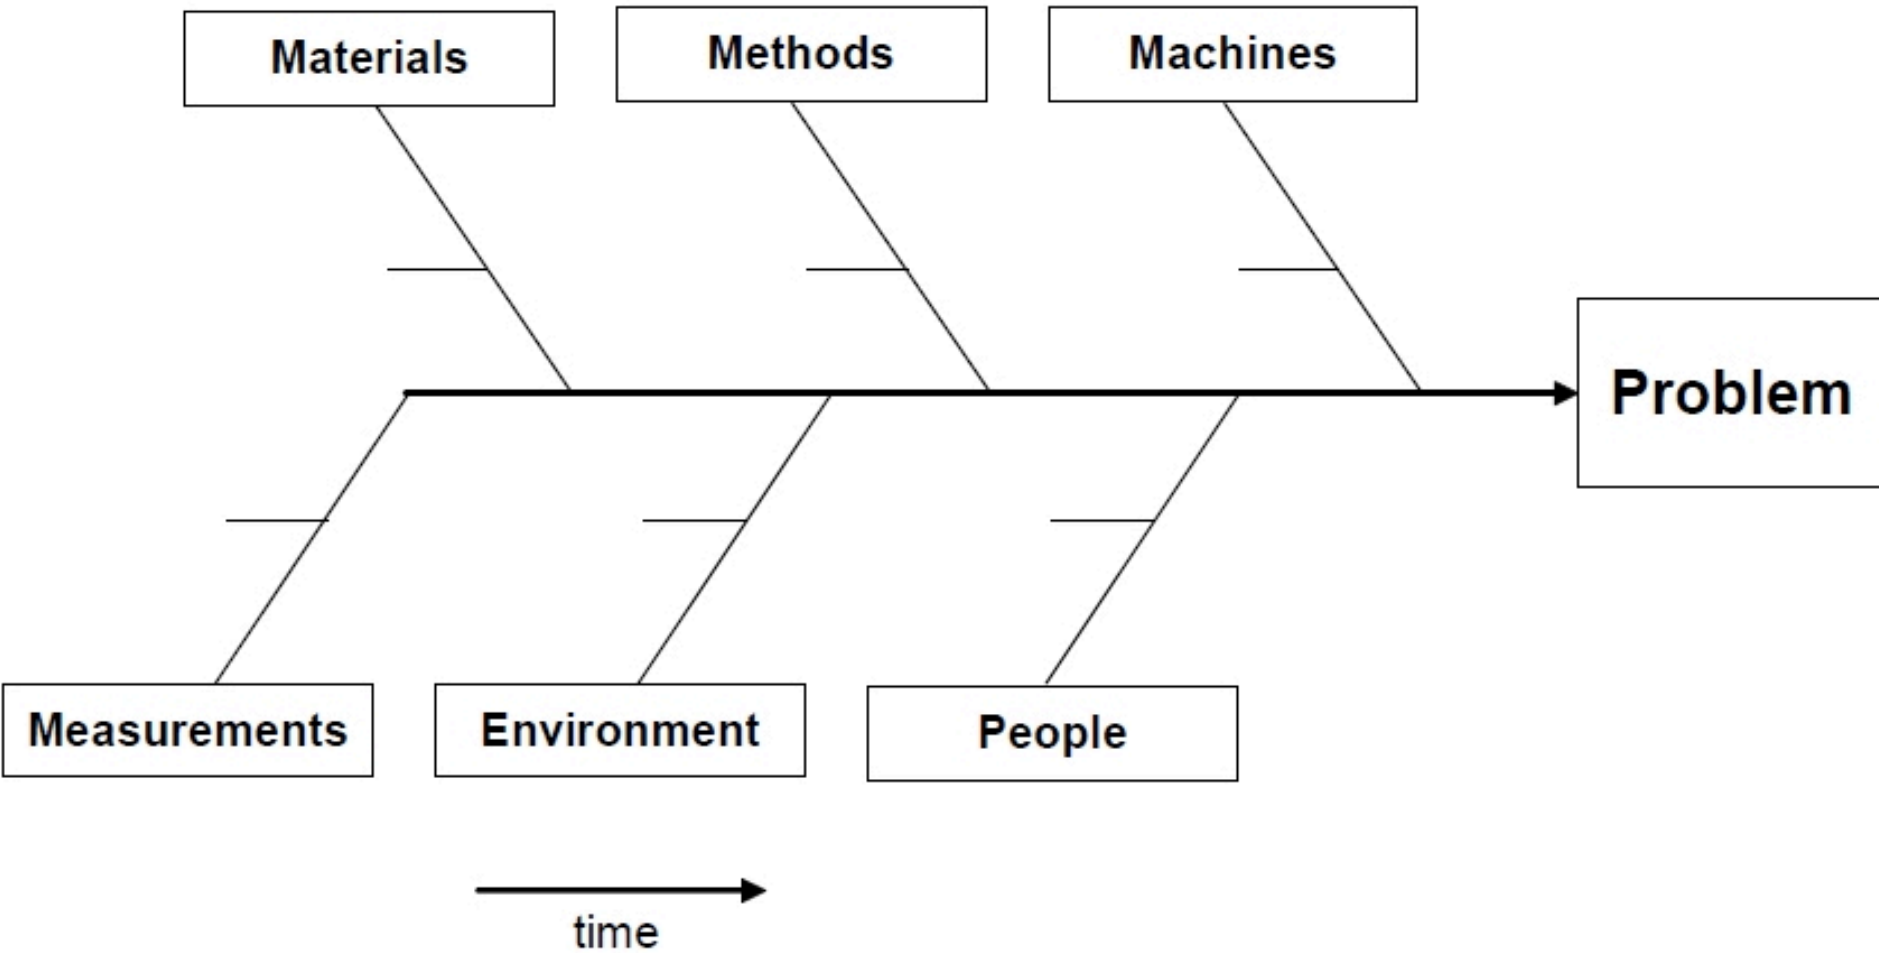 Materials
Methods
Machines
Problem
Measurements
Environment
People
time